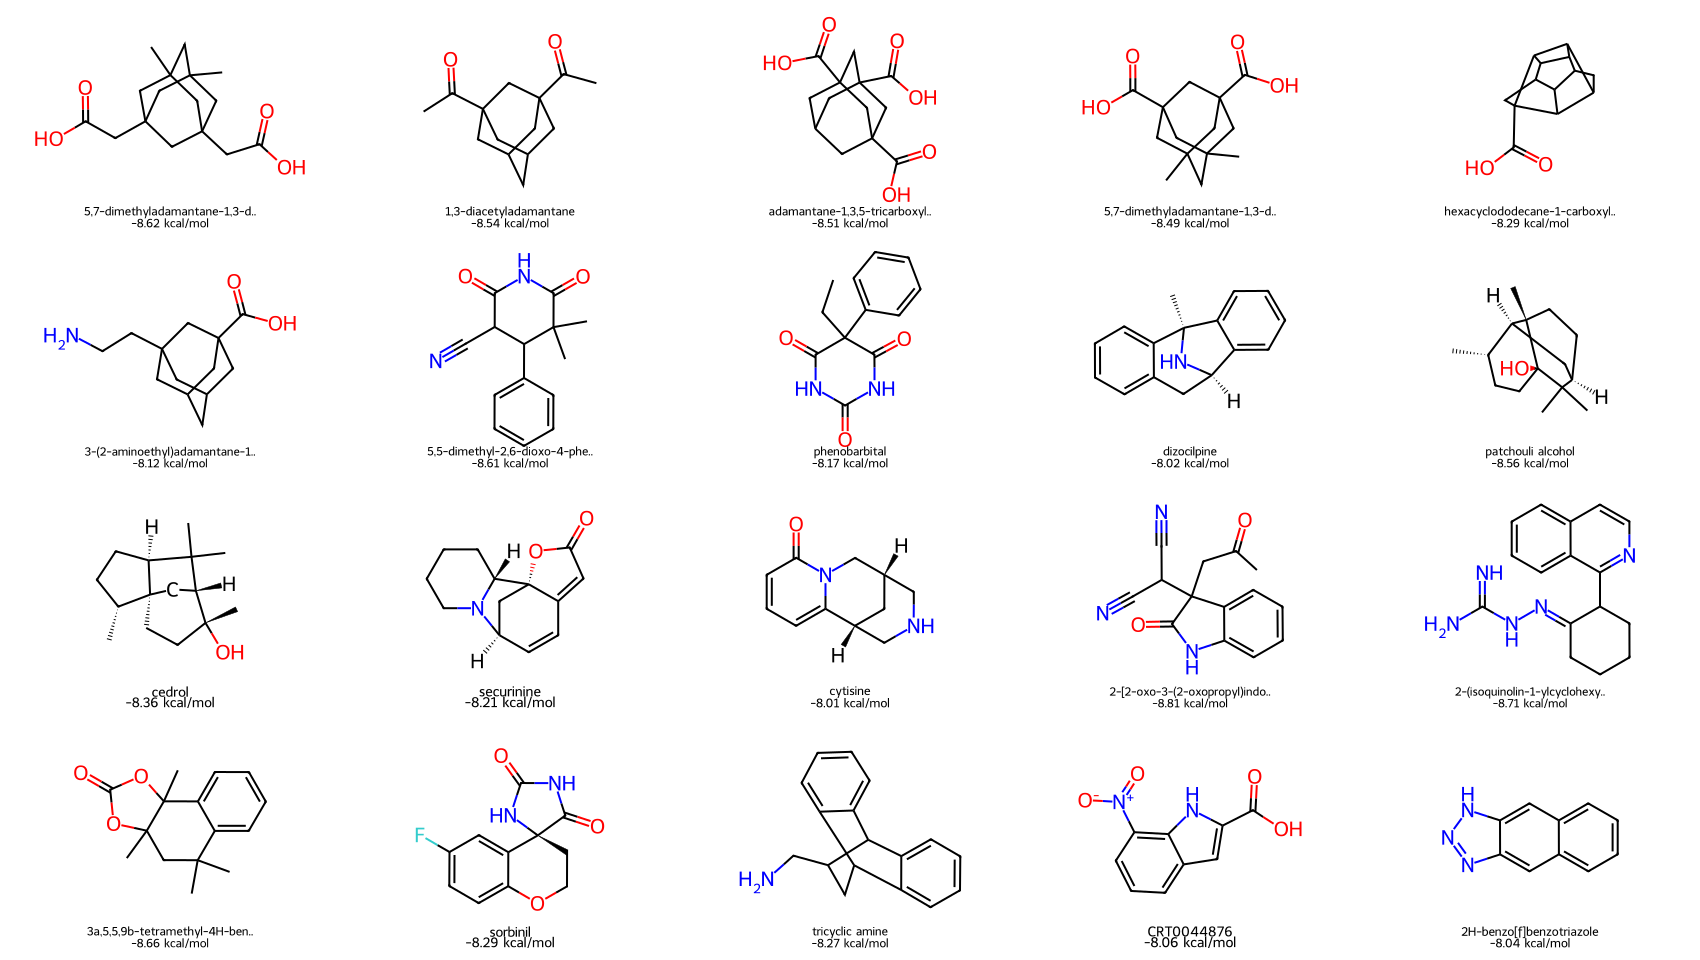 O
HO
O
OH
5,7-dimethyladamantane-1,3-d..
-8.62 kcal/mol
O
O
1,3-diacetyladamantane
-8.54 kcal/mol
O
HO
O
OH
O
OH
adamantane-1,3,5-tricarboxyl..
-8.51 kcal/mol
O
HO
O
OH
5,7-dimethyladamantane-1,3-d..
-8.49 kcal/mol
HO
O
hexacyclododecane-1-carboxyl..
-8.29 kcal/mol
H2N
O
OH
3-(2-aminoethyl)adamantane-1..
-8.12 kcal/mol
H
N
O
O
N
5,5-dimethyl-2,6-dioxo-4-phe..
-8.61 kcal/mol
O
O
HN
NH
O
phenobarbital
-8.17 kcal/mol
HN
H
dizocilpine
-8.02 kcal/mol
H
HO
H
patchouli alcohol
-8.56 kcal/mol
H
C
H
OH
cedrol
-8.36 kcal/mol
O
O
H
N
H
securinine
-8.21 kcal/mol
O
H
N
NH
H
cytisine
-8.01 kcal/mol
N
O
N
O
N
H
2-[2-oxo-3-(2-oxopropyl)indo..
-8.81 kcal/mol
N
NH
N
H2N
N
H
2-(isoquinolin-1-ylcyclohexy..
-8.71 kcal/mol
O
O
O
3a,5,5,9b-tetramethyl-4H-ben..
-8.66 kcal/mol
O
NH
HN
O
F
O
sorbinil
-8.29 kcal/mol
H2N
tricyclic amine
-8.27 kcal/mol
O
O-
N+
H
N
O
OH
CRT0044876
-8.06 kcal/mol
H
N
N
N
2H-benzo[f]benzotriazole
-8.04 kcal/mol